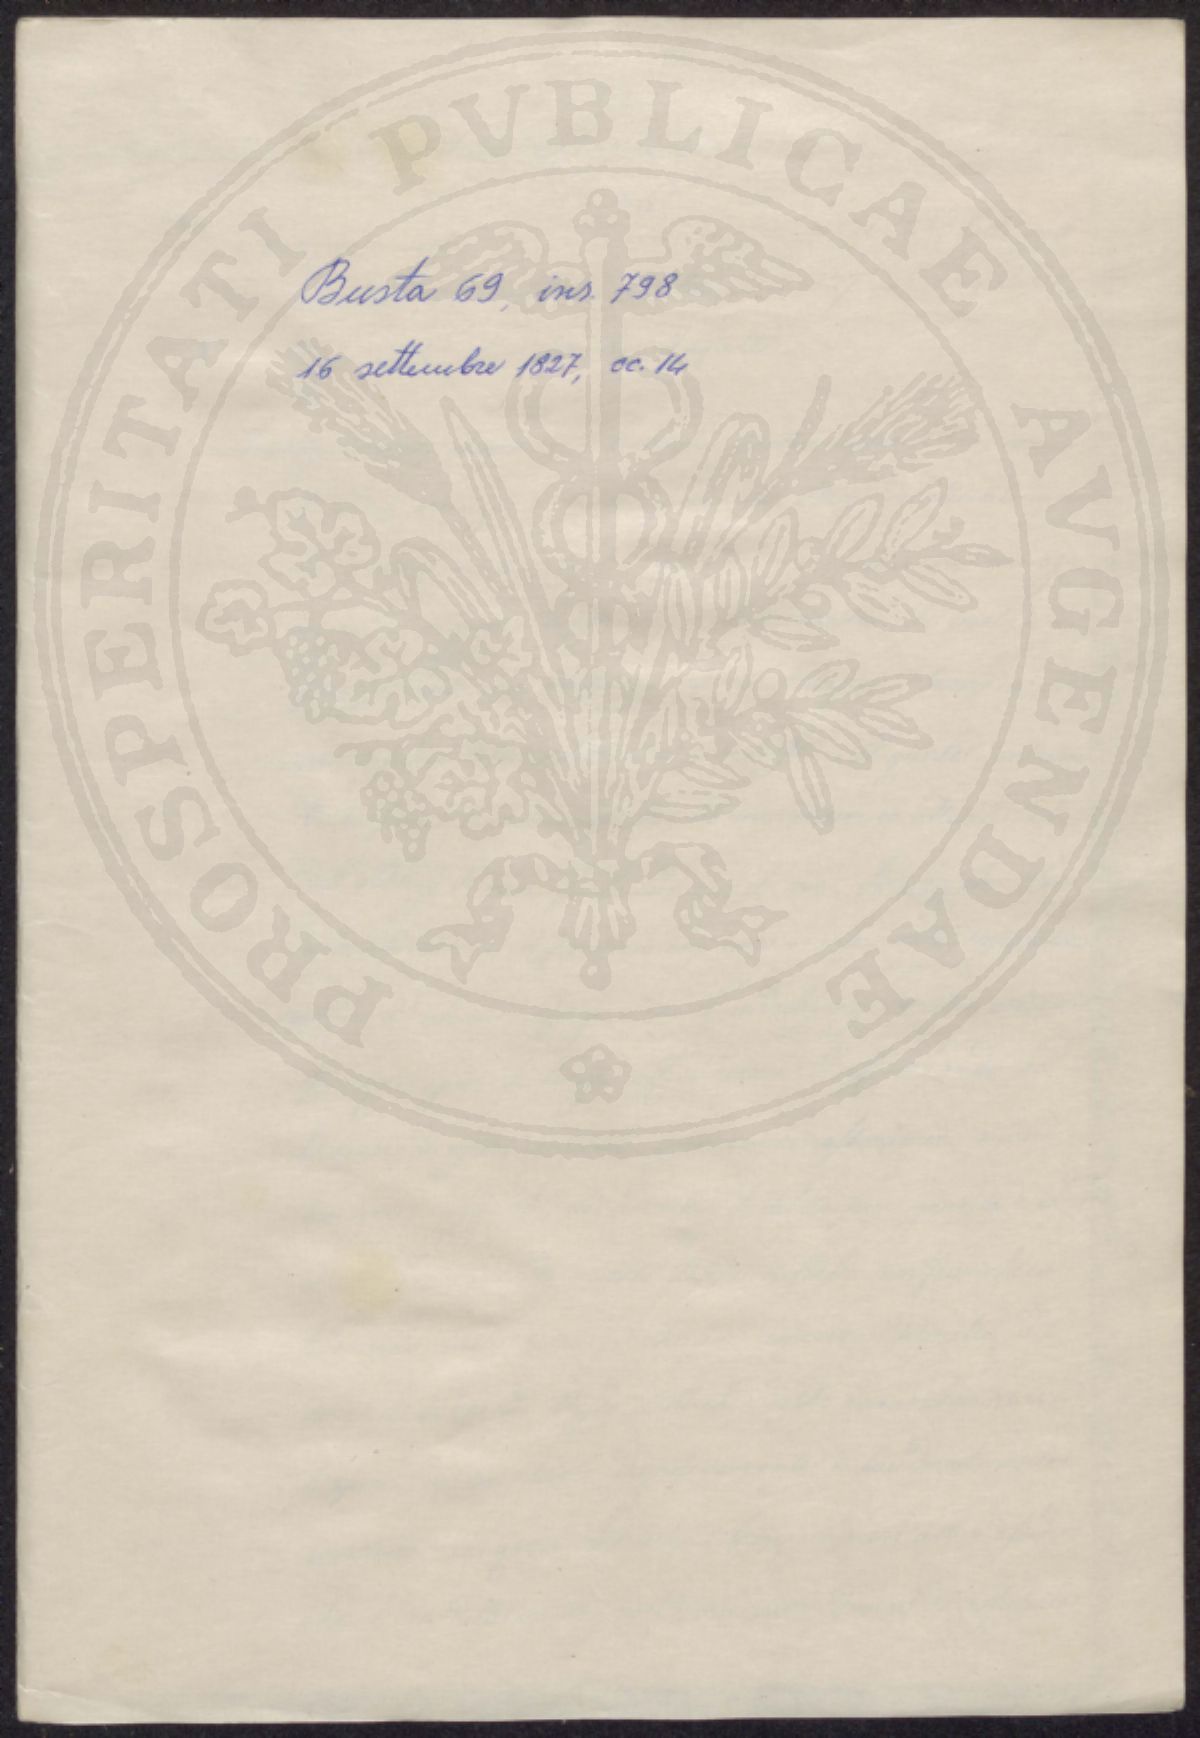 Busta 69, ins. 798
16 settembre 1827, cc. 14
PROSPERITATI PVBLICAE AVGENDAE